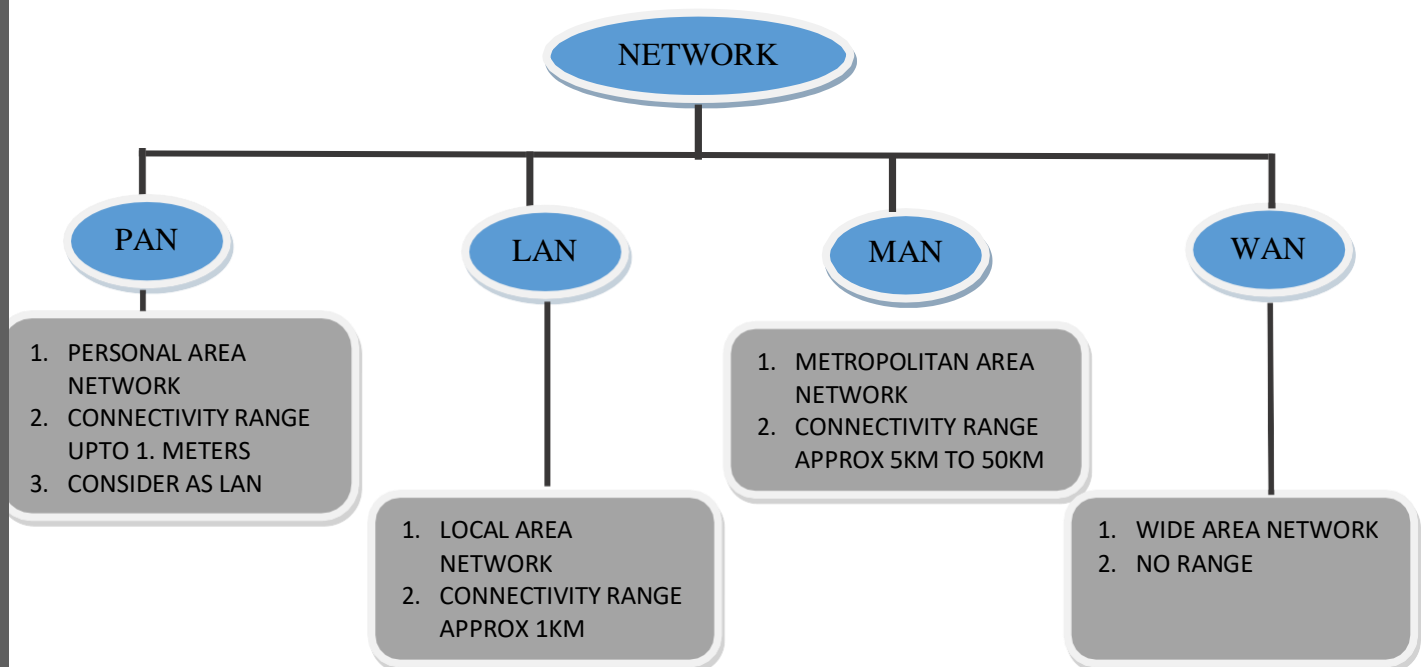 NETWORK
PAN
LAN
MAN
WAN
1. PERSONAL AREA
NETWORK
2. CONNECTIVITY RANGE
UPTO 1. METERS
3. CONSIDER AS LAN
1. LOCAL AREA
NETWORK
2. CONNECTIVITY RANGE
APPROX 1KM
1. METROPOLITAN AREA
NETWORK
2. CONNECTIVITY RANGE
APPROX 5KM TO 50KM
1. WIDE AREA NETWORK
2. NO RANGE